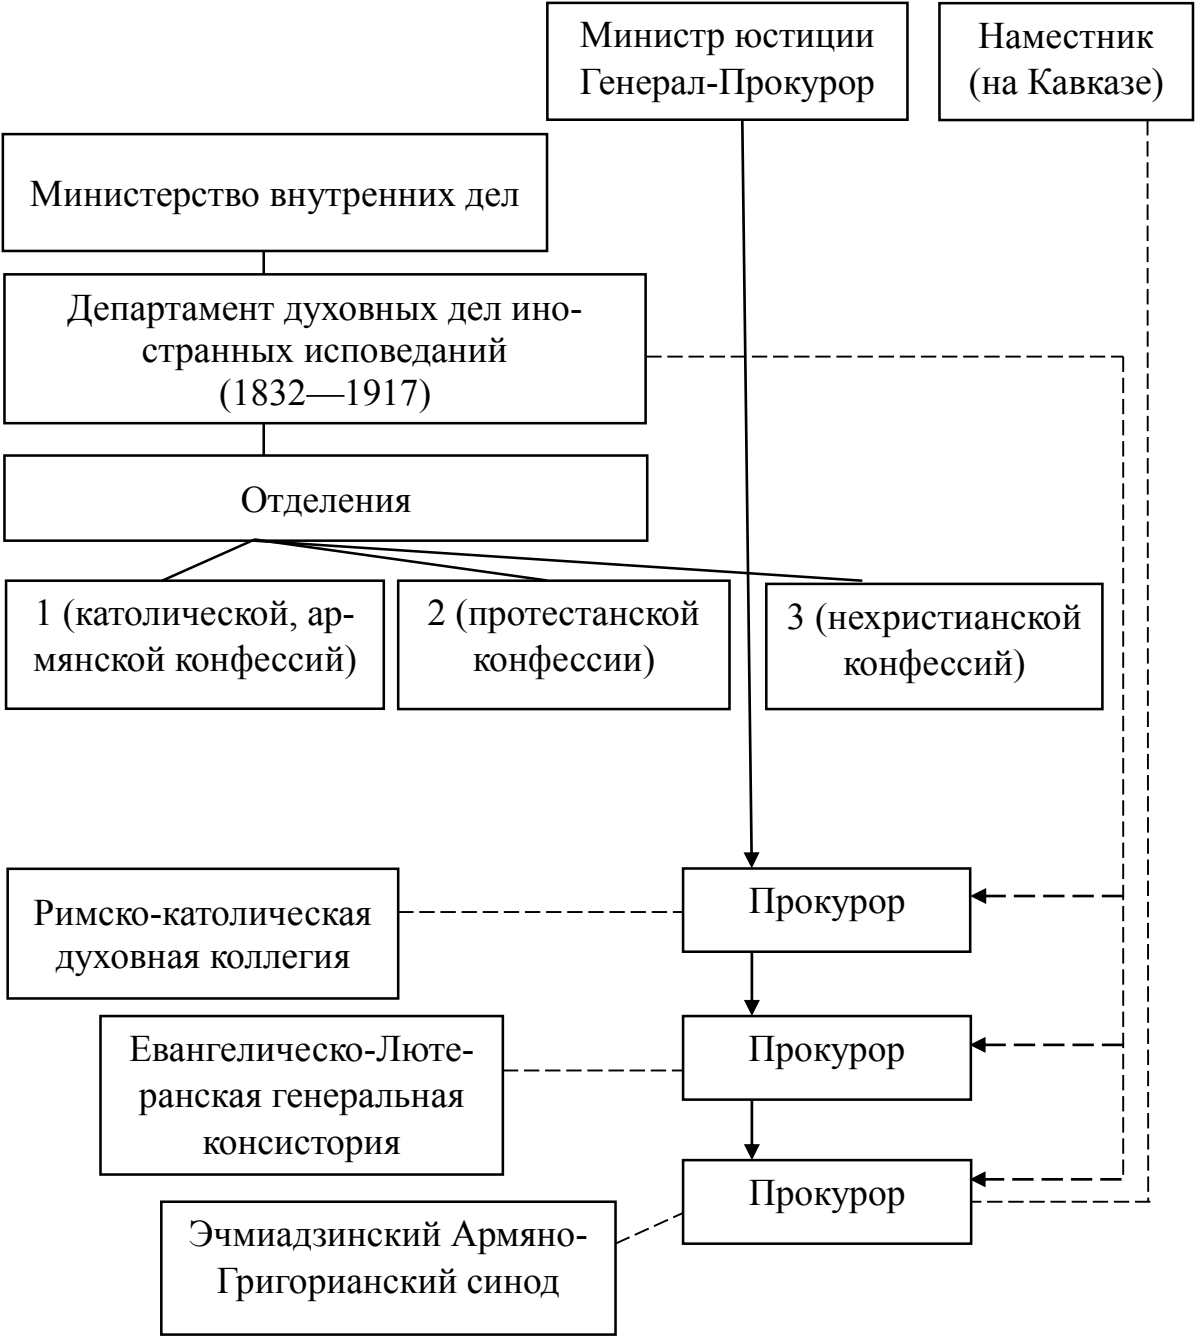 Министр юстиции
Генерал-Прокурор
Наместник
(на Кавказе)
Министерство внутренних дел
Департамент духовных дел ино-
странных исповеданий
(1832—1917)
Отделения
1 (католической, ар-
мянской конфессий)
2 (протестанской
конфессии)
3 (нехристианской
конфессий)
Римско-католическая
духовная коллегия
Прокурор
Евангелическо-Люте-
ранская генеральная
консистория
Прокурор
Эчмиадзинский Армяно-
Григорианский синод
Прокурор